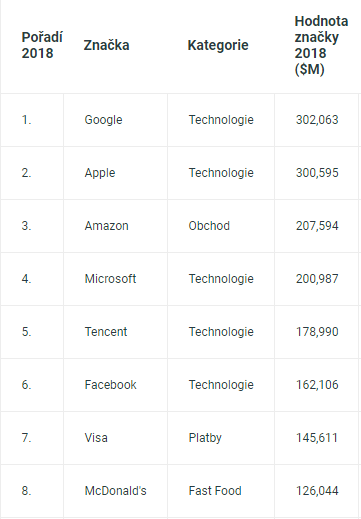 Pořadí 2018 Značka Kategorie Hodnota značky 2018 ($M)
1. Google Technologie 302,063
2. Apple Technologie 300,595
3. Amazon Obchod 207,594
4. Microsoft Technologie 200,987
5. Tencent Technologie 178,990
6. Facebook Technologie 162,106
7. Visa Platby 145,611
8. McDonald's Fast Food 126,044